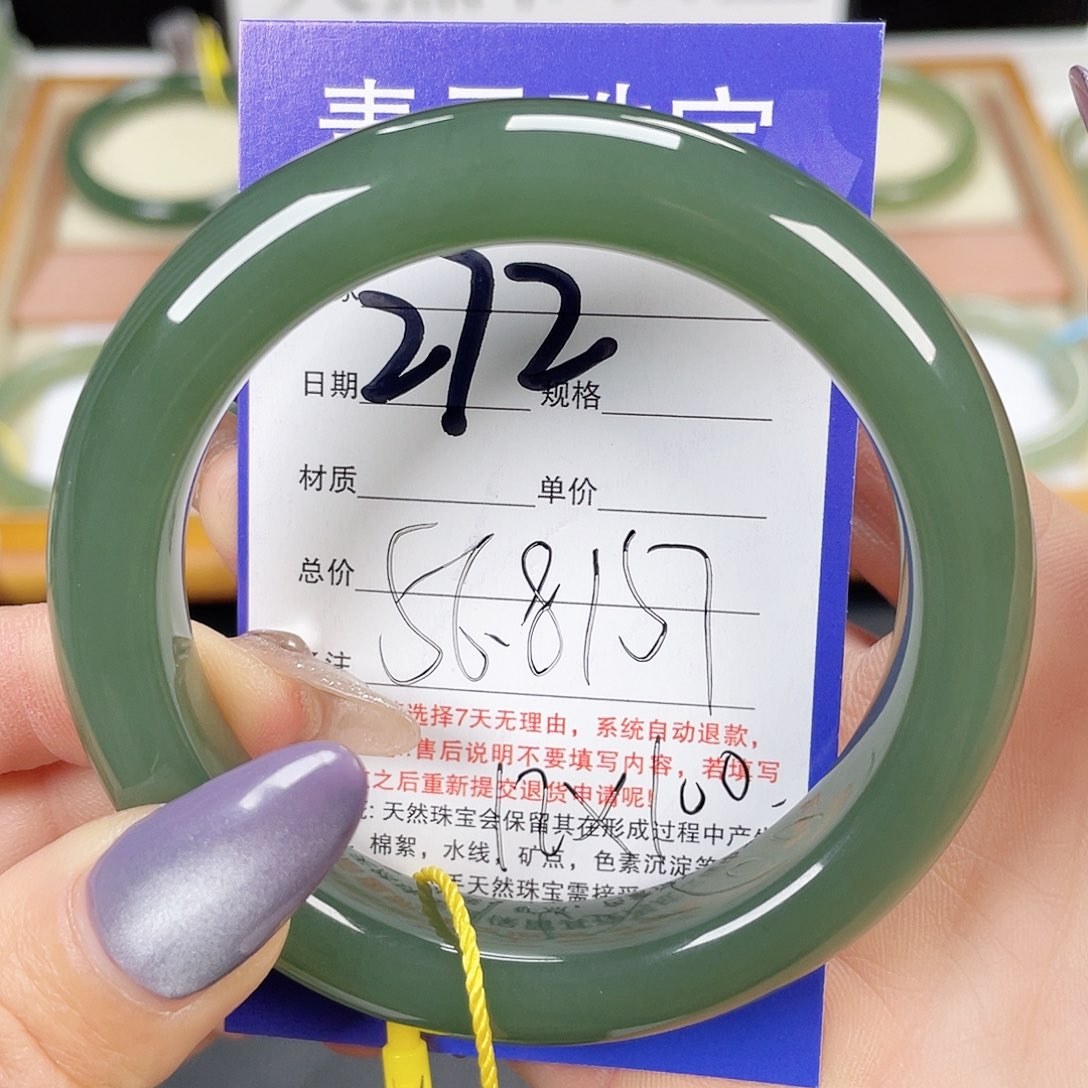 212
日期 规格
材质 单价
总价 56.8157
注
选择7天无理由，系统自动退款，
售后说明不要填写内容，若填写
之后重新提交退货申请呢！
12×100
天然珠宝会保留其在形成过程中产
棉絮，水线，矿点，色素沉淀等
天然珠宝需接受